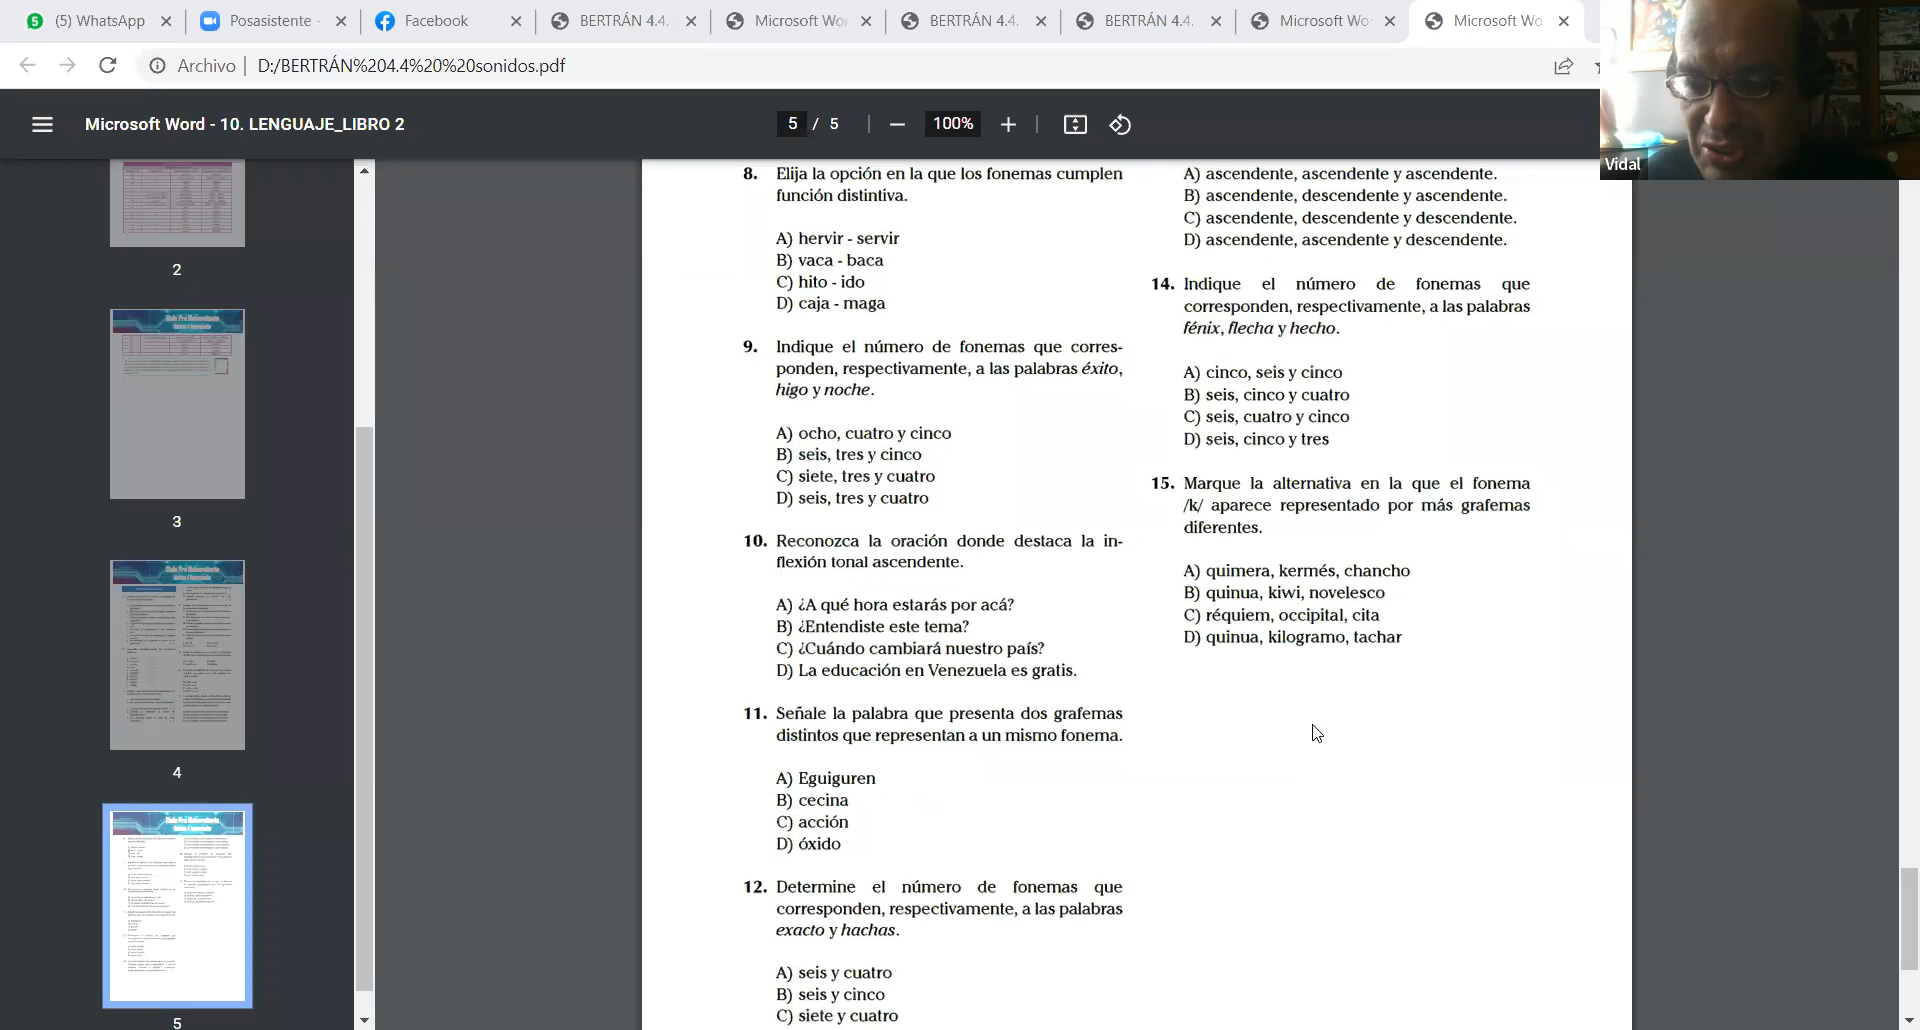 (5) WhatsApp
Posasistente -
Facebook
BERTRÁN 4.4.
Microsoft Wo
BERTRÁN 4.4.
BERTRÁN 4.4.
Microsoft Wo
Microsoft Wo
Archivo
D:/BERTRÁN%204.4%20%20sonidos.pdf
Microsoft Word - 10. LENGUAJE_LIBRO 2
5 / 5
100%
Vidal
2
3
4
5
8. Elija la opción en la que los fonemas cumplen
función distintiva.
A) hervir - servir
B) vaca - baca
C) hito - ido
D) caja - maga
9. Indique el número de fonemas que corres-
ponden, respectivamente, a las palabras éxito,
higo y noche.
A) ocho, cuatro y cinco
B) seis, tres y cinco
C) siete, tres y cuatro
D) seis, tres y cuatro
10. Reconozca la oración donde destaca la in-
flexión tonal ascendente.
A) ¿A qué hora estarás por acá?
B) ¿Entendiste este tema?
C) ¿Cuándo cambiará nuestro país?
D) La educación en Venezuela es gratis.
11. Señale la palabra que presenta dos grafemas
distintos que representan a un mismo fonema.
A) Eguiguren
B) cecina
C) acción
D) óxido
12. Determine el número de fonemas que
corresponden, respectivamente, a las palabras
exacto y hachas.
A) seis y cuatro
B) seis y cinco
C) siete y cuatro
A) ascendente, ascendente y ascendente.
B) ascendente, descendente y ascendente.
C) ascendente, descendente y descendente.
D) ascendente, ascendente y descendente.
14. Indique el número de fonemas que
corresponden, respectivamente, a las palabras
fénix, flecha y hecho.
A) cinco, seis y cinco
B) seis, cinco y cuatro
C) seis, cuatro y cinco
D) seis, cinco y tres
15. Marque la alternativa en la que el fonema
/k/ aparece representado por más grafemas
diferentes.
A) quimera, kermés, chancho
B) quinua, kiwi, novelesco
C) réquiem, occipital, cita
D) quinua, kilogramo, tachar